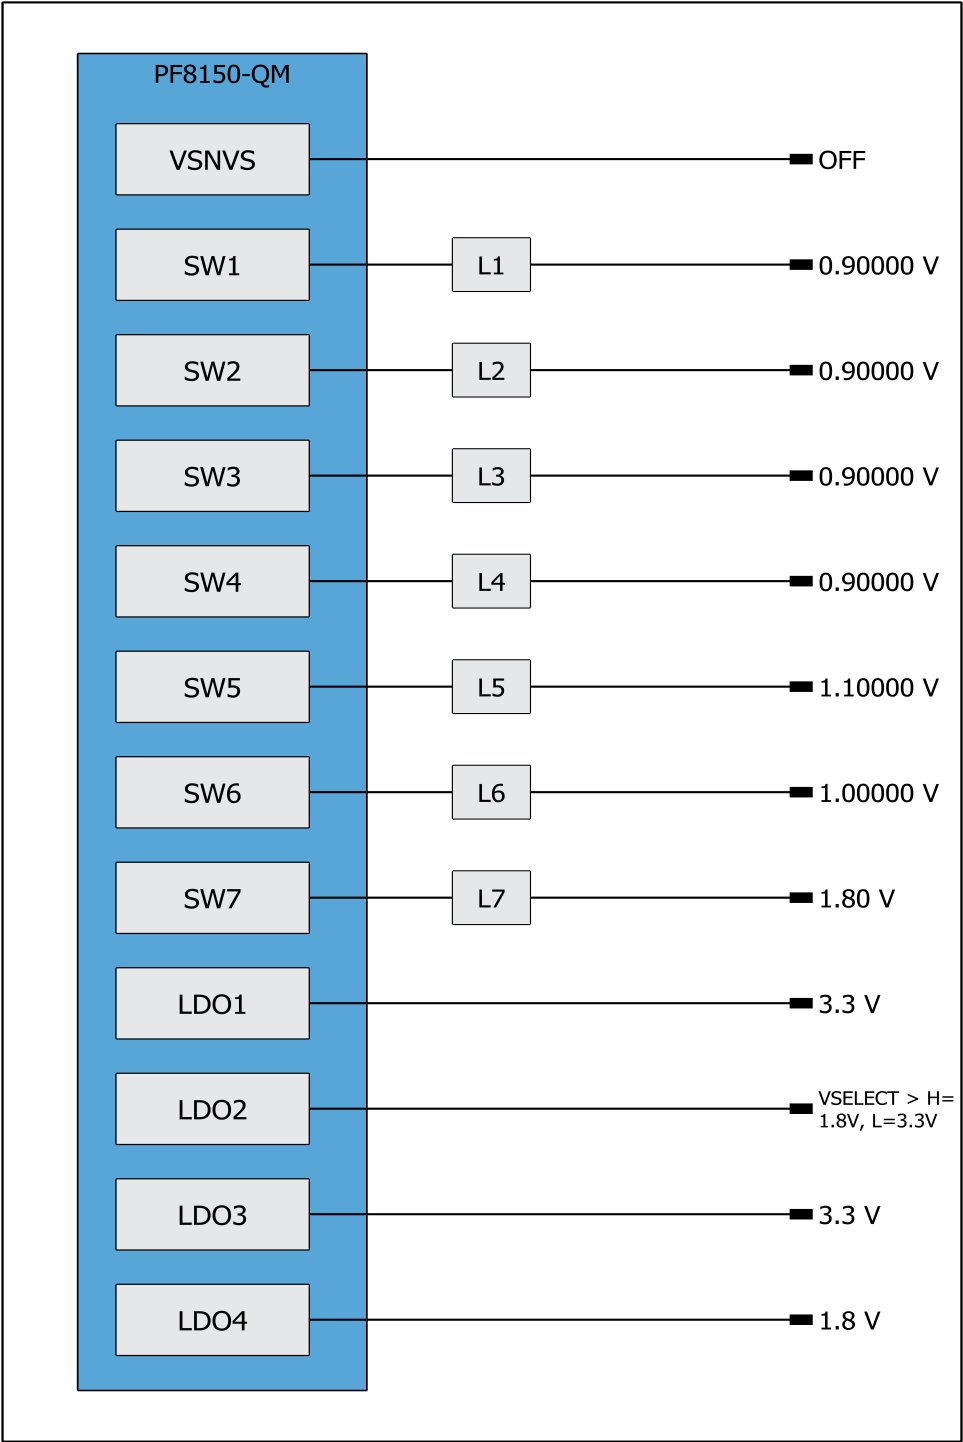 PF8150-QM
VSNVS OFF
SW1 L1 0.90000 V
SW2 L2 0.90000 V
SW3 L3 0.90000 V
SW4 L4 0.90000 V
SW5 L5 1.10000 V
SW6 L6 1.00000 V
SW7 L7 1.80 V
LDO1 3.3 V
LDO2 VSELECT > H=
1.8V, L=3.3V
LDO3 3.3 V
LDO4 1.8 V